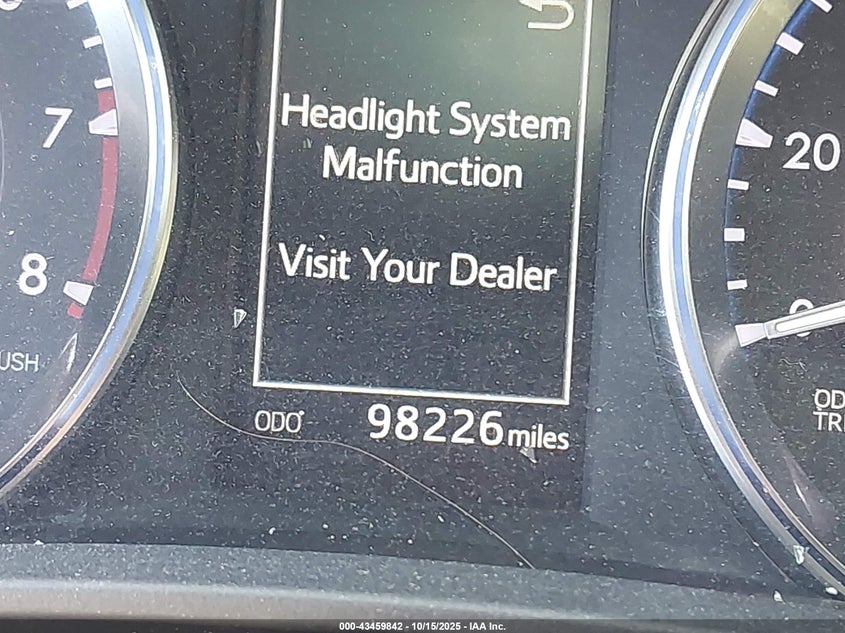 7
Headlight System
Malfunction
20
8
Visit Your Dealer
0
USH
ODO
98226 miles
OD
TR
000-43459842 - 10/15/2025 - IAA Inc.